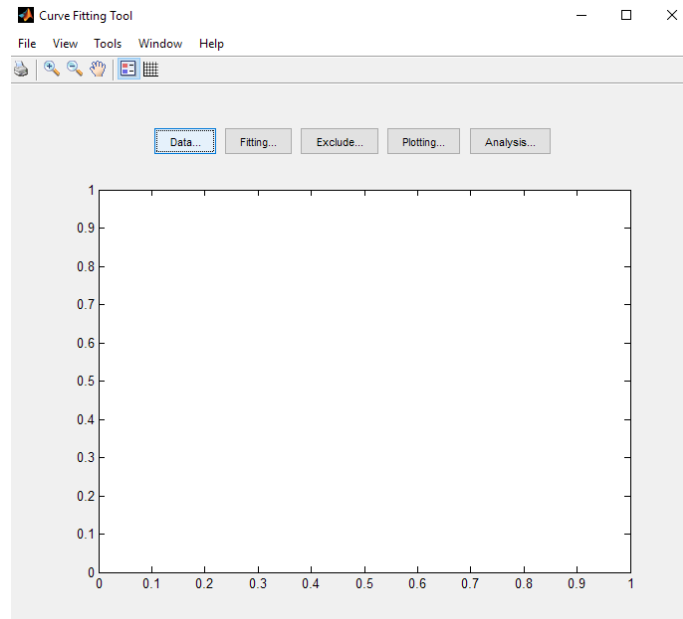 Curve Fitting Tool
File View Tools Window Help
Data... Fitting... Exclude... Plotting... Analysis...
1
0.9
0.8
0.7
0.6
0.5
0.4
0.3
0.2
0.1
0
0 0.1 0.2 0.3 0.4 0.5 0.6 0.7 0.8 0.9 1